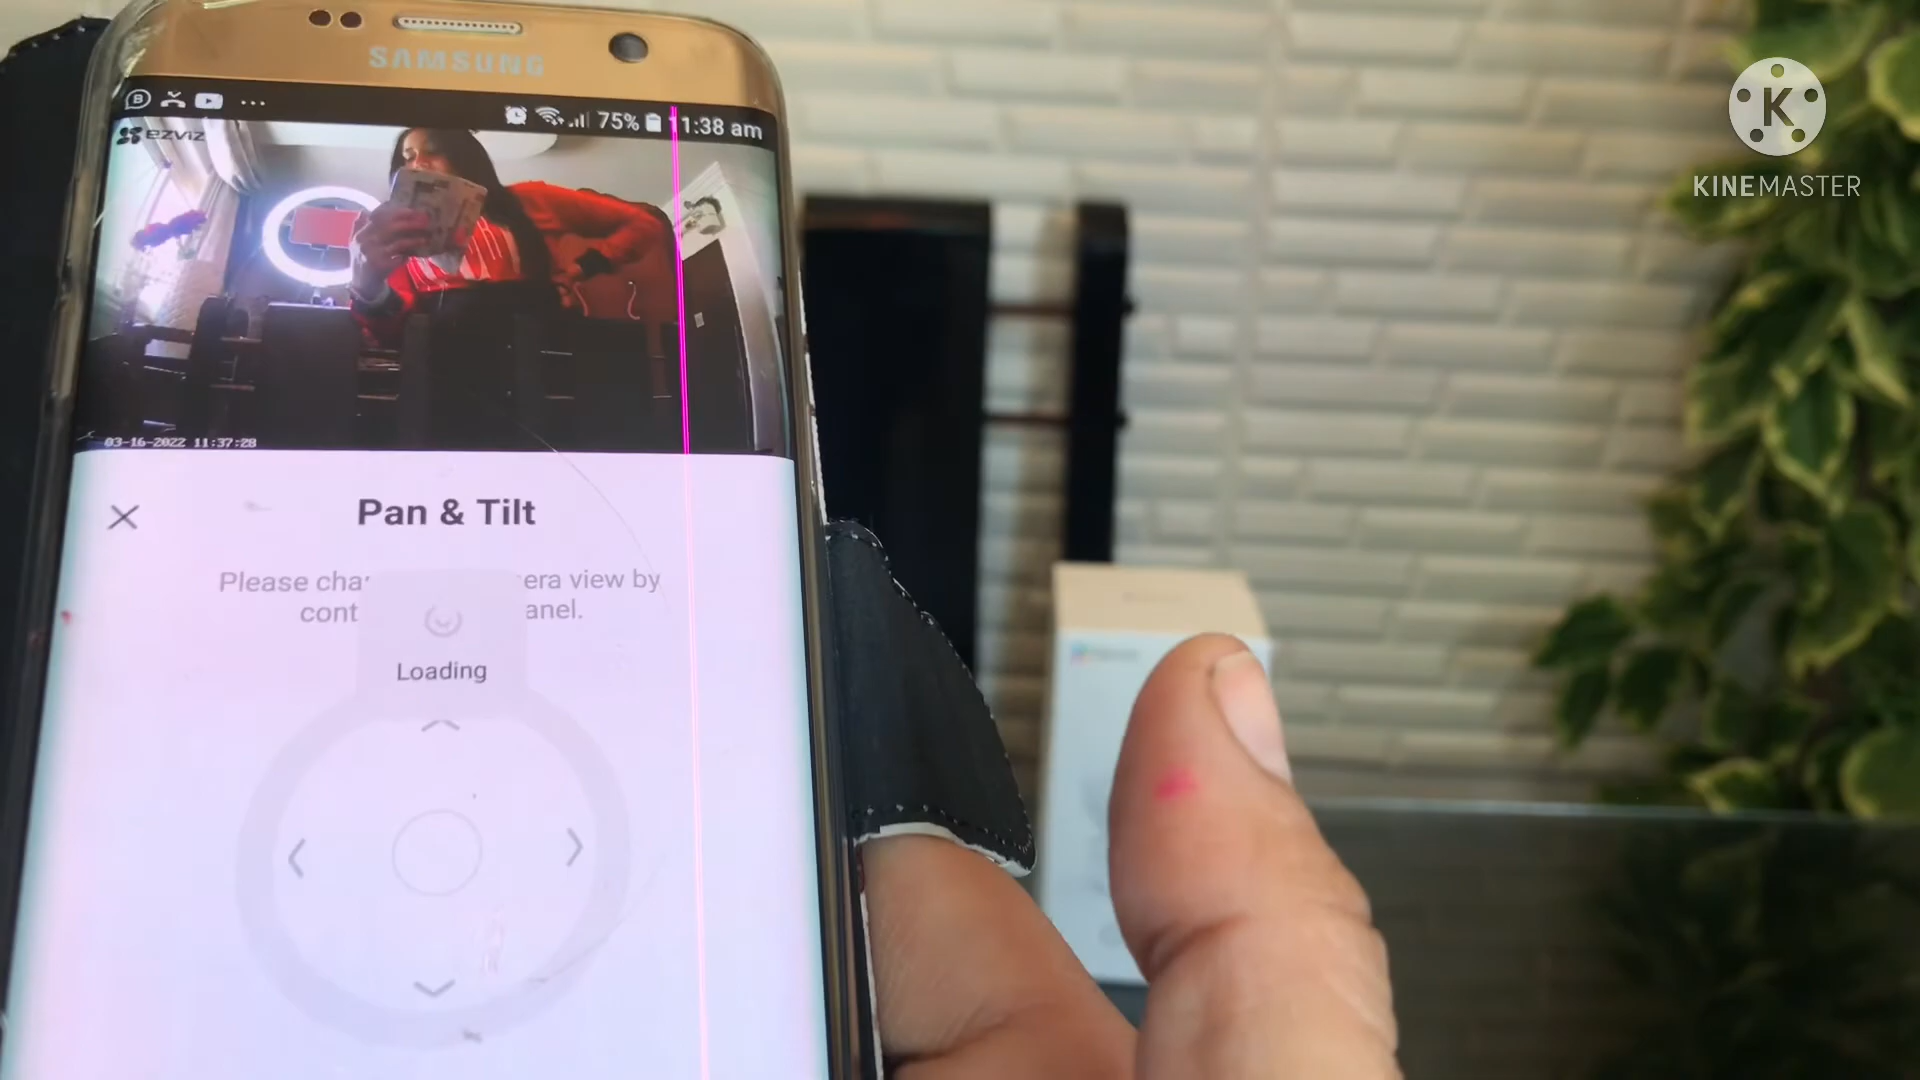 SAMSUNG
75% 11:38 am
ezviz
03-16-2022 11:37:28
Pan & Tilt
Please cha era view by
cont anel.
Loading
KINEMASTER